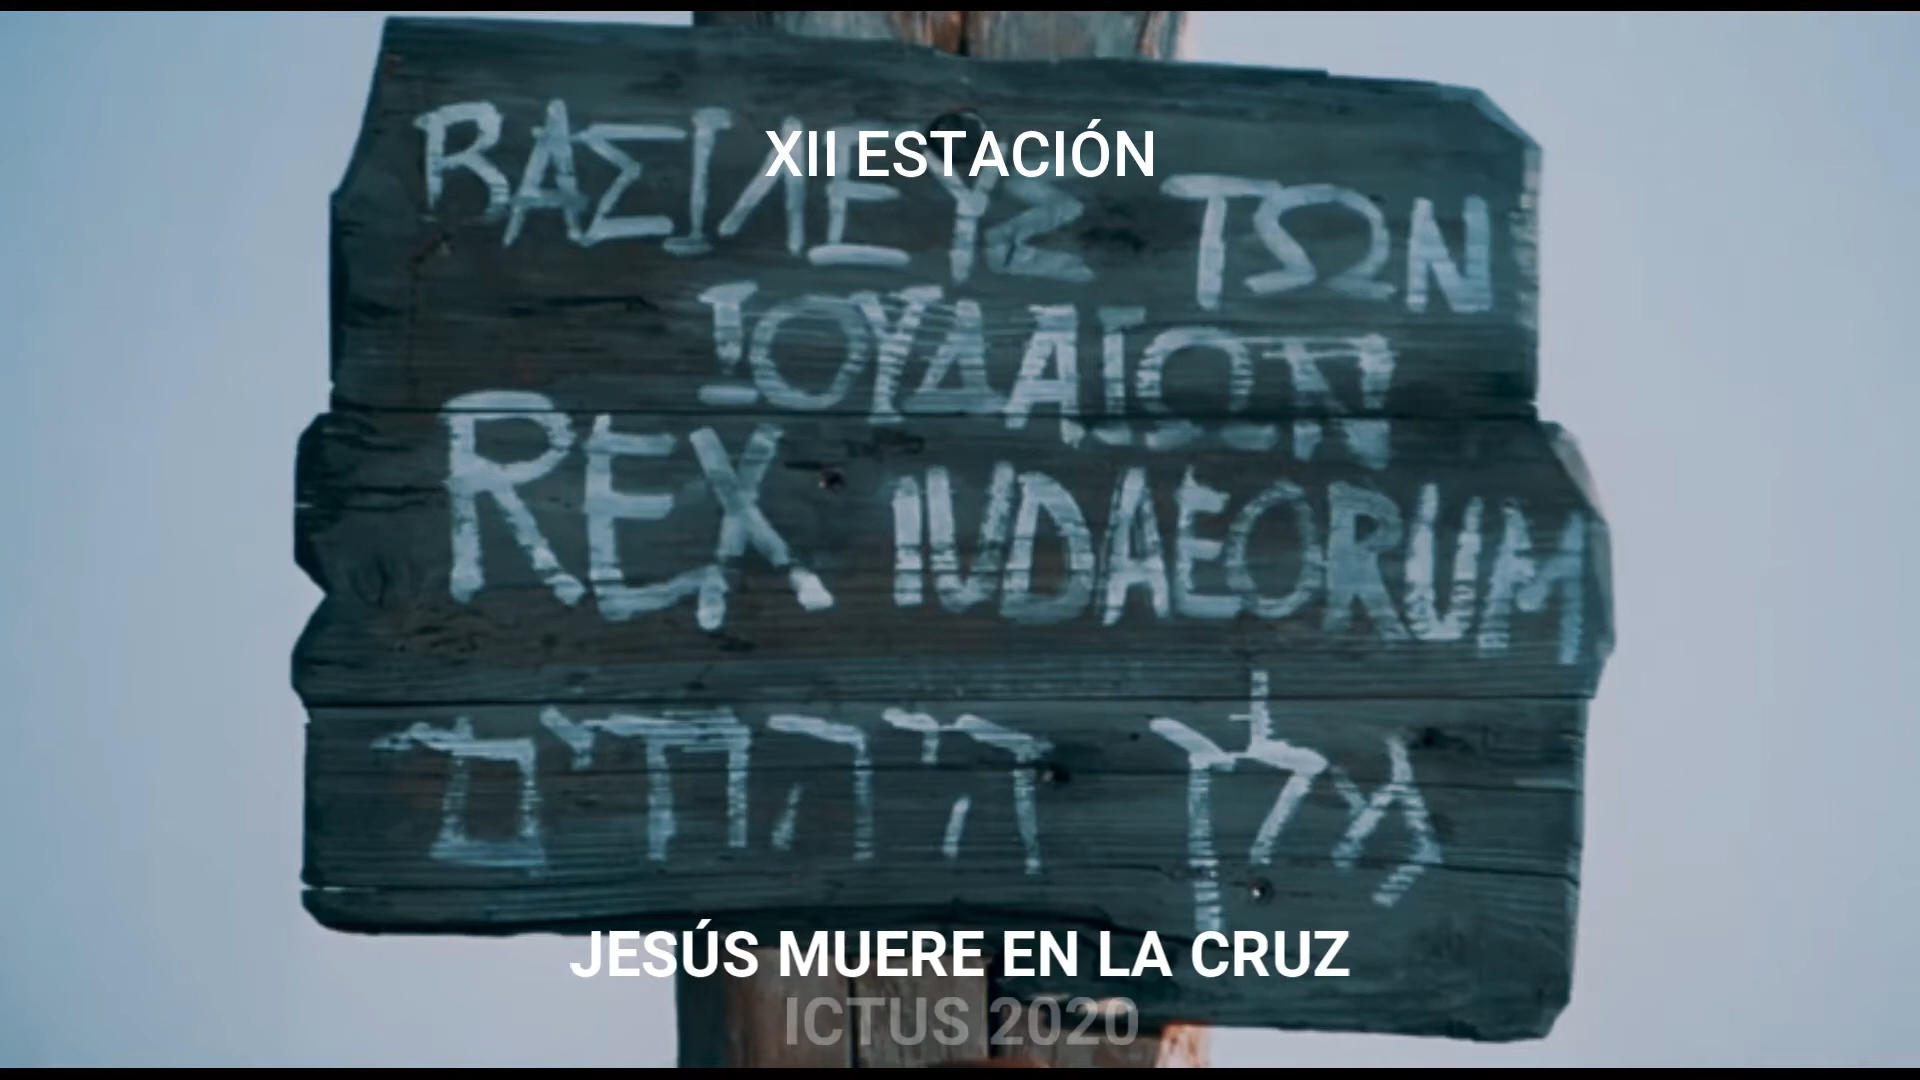 XII ESTACIÓN
ΒΑΣΙΛΕΥΣ ΤΩΝ
ΙΟΥΔΑΙΩΝ
REX IUDAEORUM
מלך היהודים
JESÚS MUERE EN LA CRUZ
ICTUS 2020